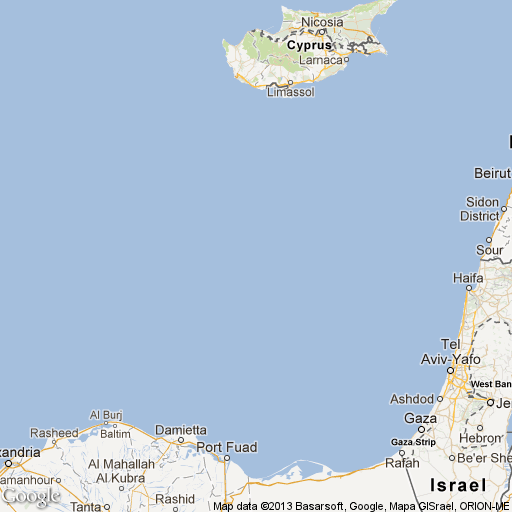 Nicosia
Cyprus
Larnaca
Limassol
Beirut
Sidon
District
Sour
Haifa
Tel
Aviv-Yafo
West Ban
Ashdod
Je
Al Burj
Gaza
Rasheed
Baltim
Damietta
Hebron
Gaza Strip
Port Fuad
xandria
Rafah
Be'er She
Al Mahallah
Al Kubra
amanhour
Israel
Rashid
Tanta
Google
Map data ©2013 Basarsoft, Google, Mapa GISrael, ORION-ME